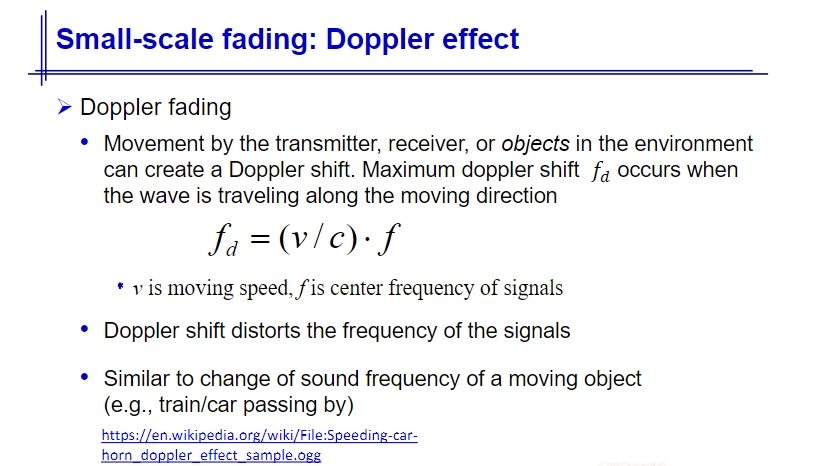 Small-scale fading: Doppler effect
Doppler fading
Movement by the transmitter, receiver, or objects in the environment
can create a Doppler shift. Maximum doppler shift f_d occurs when
the wave is traveling along the moving direction
f_d = (v / c) · f
v is moving speed, f is center frequency of signals
Doppler shift distorts the frequency of the signals
Similar to change of sound frequency of a moving object
(e.g., train/car passing by)
https://en.wikipedia.org/wiki/File:Speeding-car-
horn_doppler_effect_sample.ogg